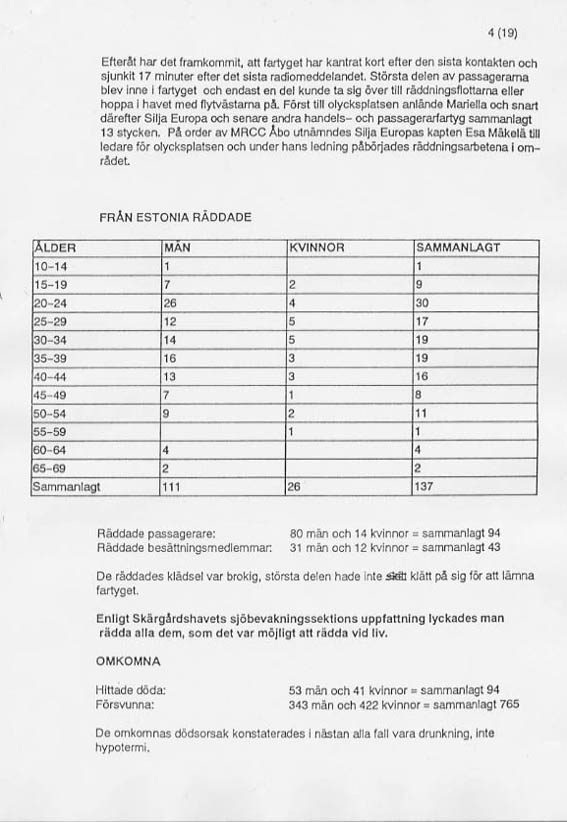 4 (19)
Efteråt har det framkommit, att fartyget har kantrat kort efter den sista kontakten och
sjunkit 17 minuter efter det sista radiomeddelandet. Största delen av passagerarna
blev inne i fartyget och endast en del kunde ta sig över till räddningsflottarna eller
hoppa i havet med flytvästarna på. Först till olycksplatsen anlände Mariella och snart
därefter Silja Europa och senare andra handels- och passagerarfartyg sammanlagt
13 stycken. På order av MRCC Åbo utnämndes Silja Europas kapten Esa Mäkelä till
ledare för olycksplatsen och under hans ledning påbörjades räddningsarbetena i om-
rådet.
FRÅN ESTONIA RÄDDADE
ÅLDER MÄN KVINNOR SAMMANLAGT
10-14 1 1
15-19 7 2 9
20-24 26 4 30
25-29 12 5 17
30-34 14 5 19
35-39 16 3 19
40-44 13 3 16
45-49 7 1 8
50-54 9 2 11
55-59 1 1
60-64 4 4
65-69 2 2
Sammanlagt 111 26 137
Räddade passagerare: 80 män och 14 kvinnor = sammanlagt 94
Räddade besättningsmedlemmar: 31 män och 12 kvinnor = sammanlagt 43
De räddades klädsel var brokig, största delen hade inte klätt på sig för att lämna
fartyget.
Enligt Skärgårdshavets sjöbevakningssektions uppfattning lyckades man
rädda alla dem, som det var möjligt att rädda vid liv.
OMKOMNA
Hittade döda: 53 män och 41 kvinnor = sammanlagt 94
Försvunna: 343 män och 422 kvinnor = sammanlagt 765
De omkomnas dödsorsak konstaterades i nästan alla fall vara drunkning, inte
hypotermi.